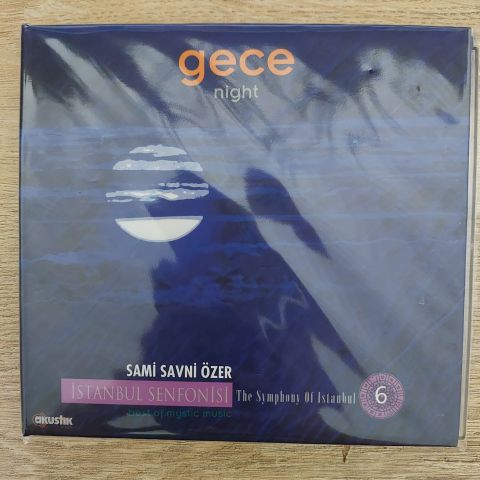 gece
night
SAMİ SAVNİ ÖZER
İSTANBUL SENFONİSİ The Symphony Of Istanbul 6
best of mystic music
akustik